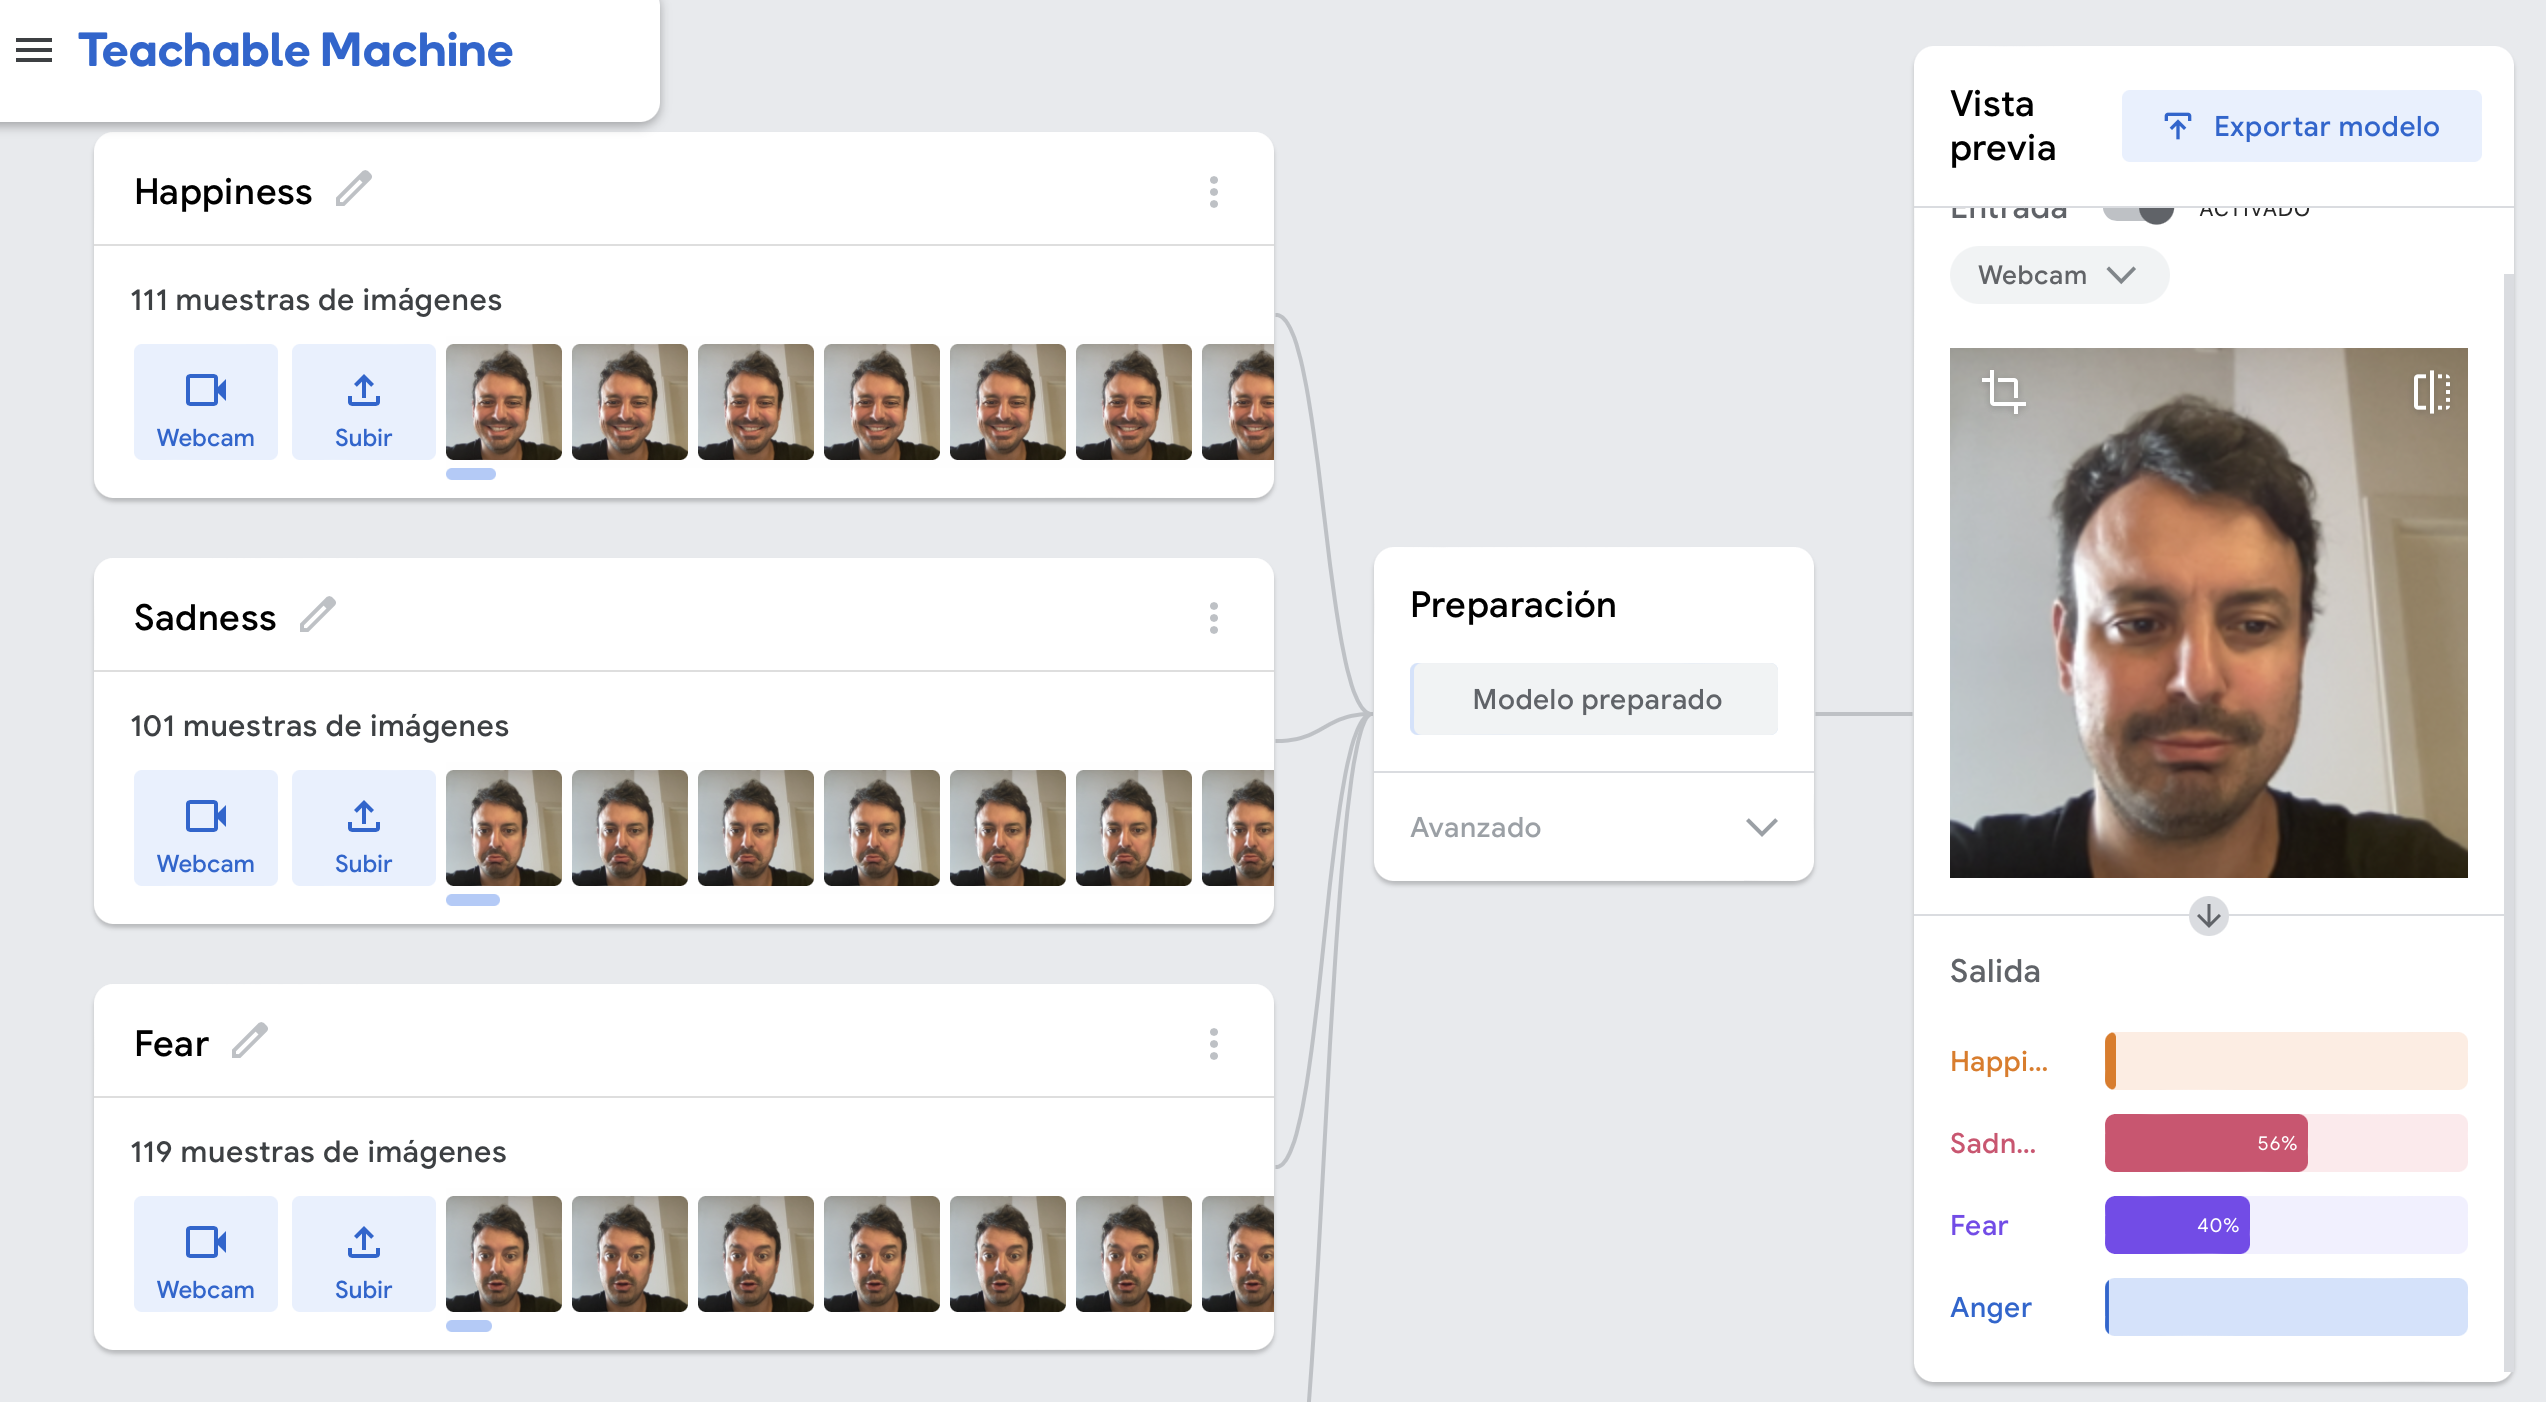 Teachable Machine
Happiness
111 muestras de imágenes
Webcam
Subir
Sadness
101 muestras de imágenes
Webcam
Subir
Fear
119 muestras de imágenes
Webcam
Subir
Preparación
Modelo preparado
Avanzado
Vista
previa
Exportar modelo
Entrada
ACTIVADO
Webcam
Salida
Happi...
Sadn...
56%
Fear
40%
Anger